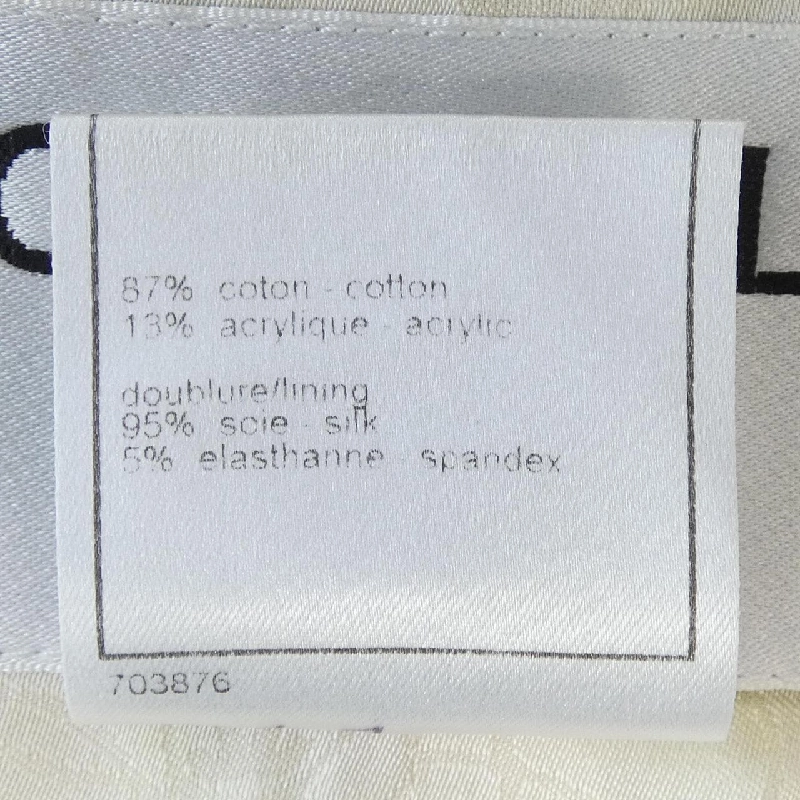 C
L
87% coton - cotton
13% acrylique - acrylic
doublure/lining
95% soie - silk
5% elasthanne - spandex
703876